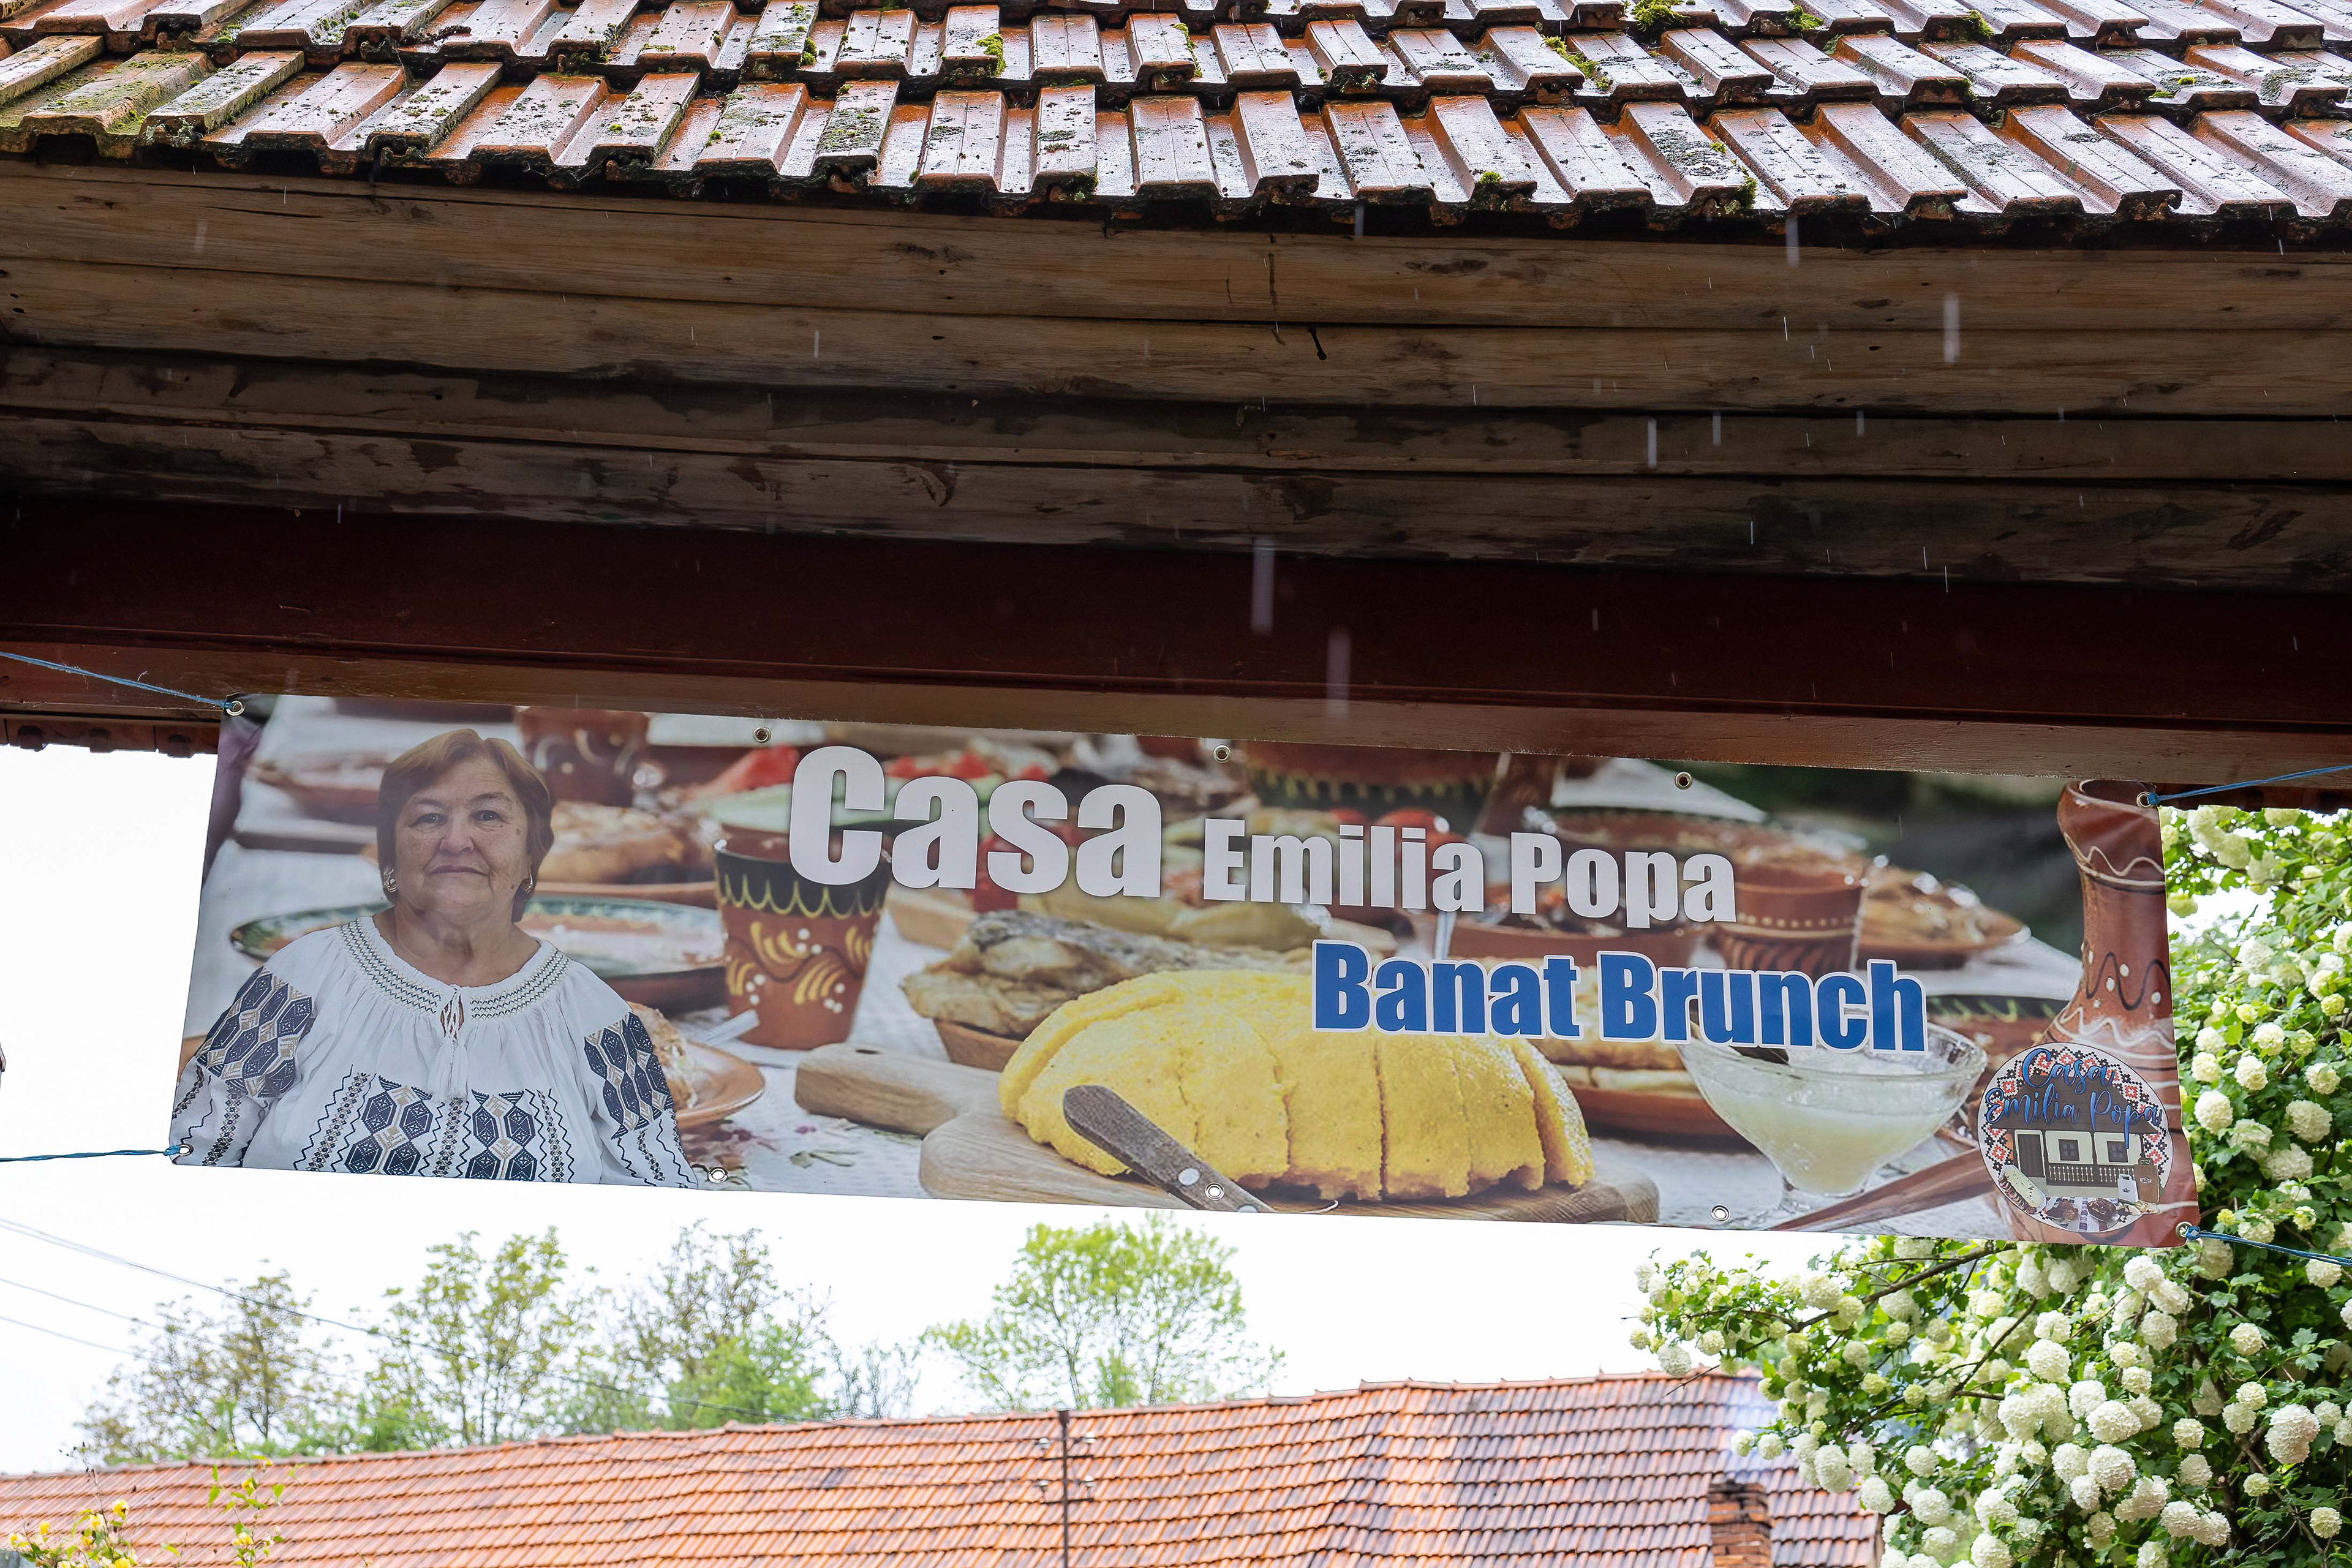 Casa Emilia Popa
Banat Brunch
Casa
Emilia Popa